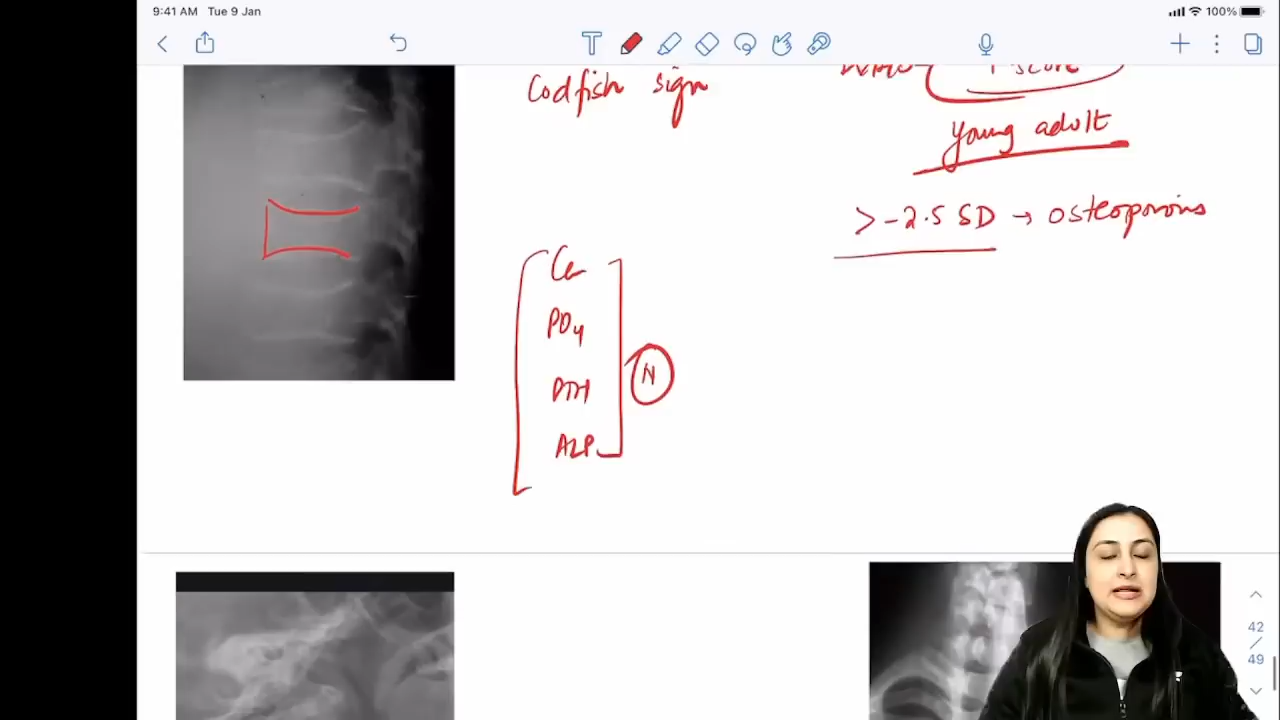 9:41 AM Tue 9 Jan
100%
T
Codfish sign
T score
Young adult
> -2.5 SD → Osteoporosis
Ca
PO4
PTH
ALP
N
42
/
49